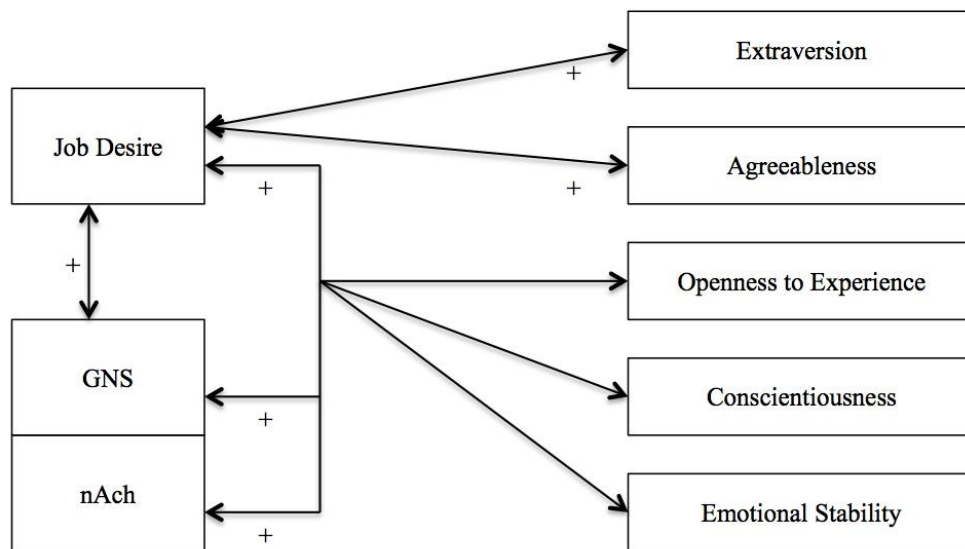 Extraversion
+
Job Desire
Agreeableness
+
+
+
Openness to Experience
GNS
Conscientiousness
+
nAch
Emotional Stability
+